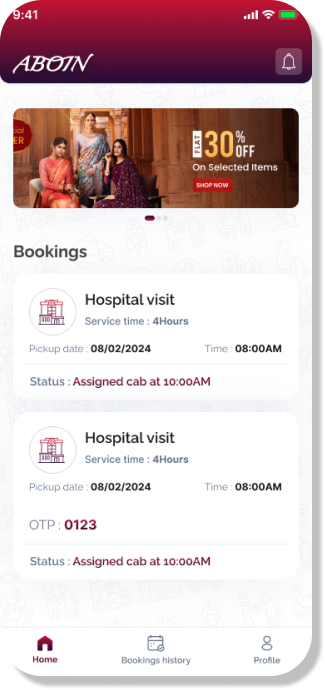 9:41
ABOIN
ER
FLAT
30%
OFF
On Selected Items
SHOP NOW
Bookings
Hospital visit
Service time : 4Hours
Pickup date : 08/02/2024 Time : 08:00AM
Status : Assigned cab at 10:00AM
Hospital visit
Service time : 4Hours
Pickup date : 08/02/2024 Time : 08:00AM
OTP : 0123
Status : Assigned cab at 10:00AM
Home Bookings history Profile